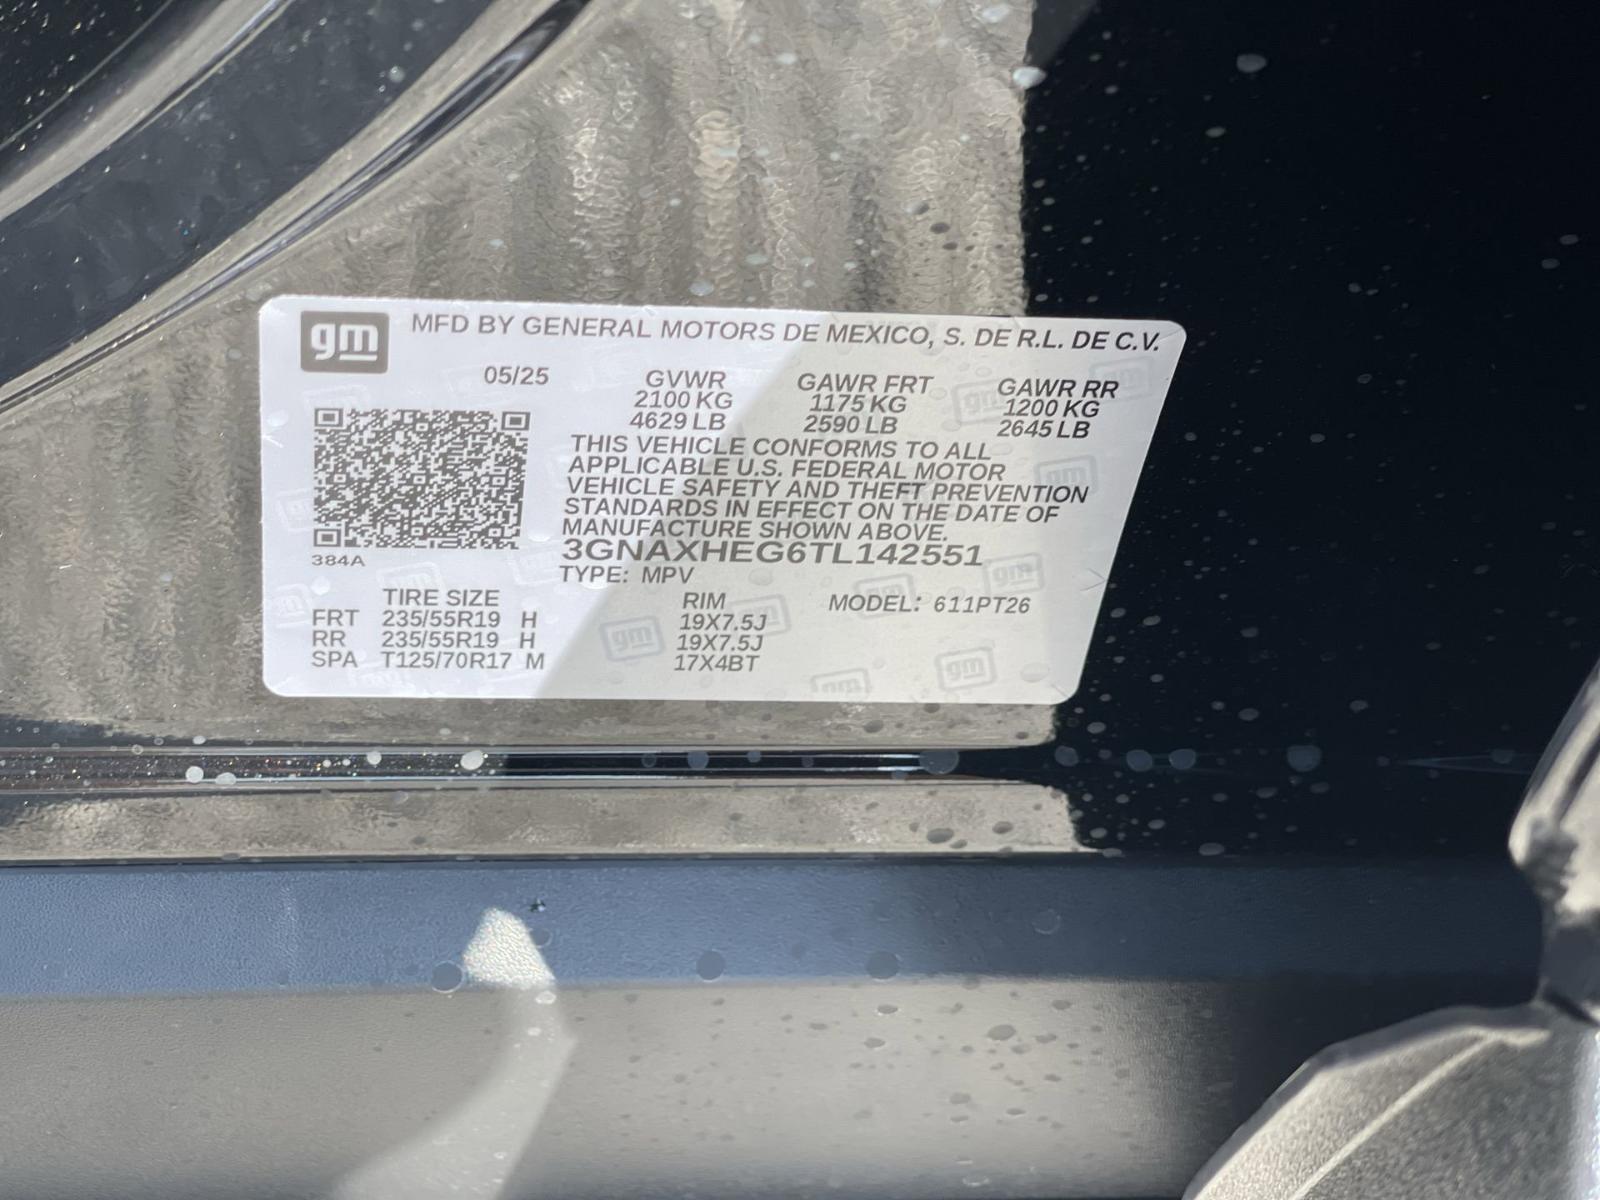 gm MFD BY GENERAL MOTORS DE MEXICO, S. DE R.L. DE C.V.
05/25 GVWR GAWR FRT GAWR RR
2100 KG 1175 KG 1200 KG
4629 LB 2590 LB 2645 LB
THIS VEHICLE CONFORMS TO ALL
APPLICABLE U.S. FEDERAL MOTOR
VEHICLE SAFETY AND THEFT PREVENTION
STANDARDS IN EFFECT ON THE DATE OF
MANUFACTURE SHOWN ABOVE.
3GNAXHEG6TL142551
384A TYPE: MPV
TIRE SIZE RIM MODEL: 611PT26
FRT 235/55R19 H 19X7.5J
RR 235/55R19 H 19X7.5J
SPA T125/70R17 M 17X4BT